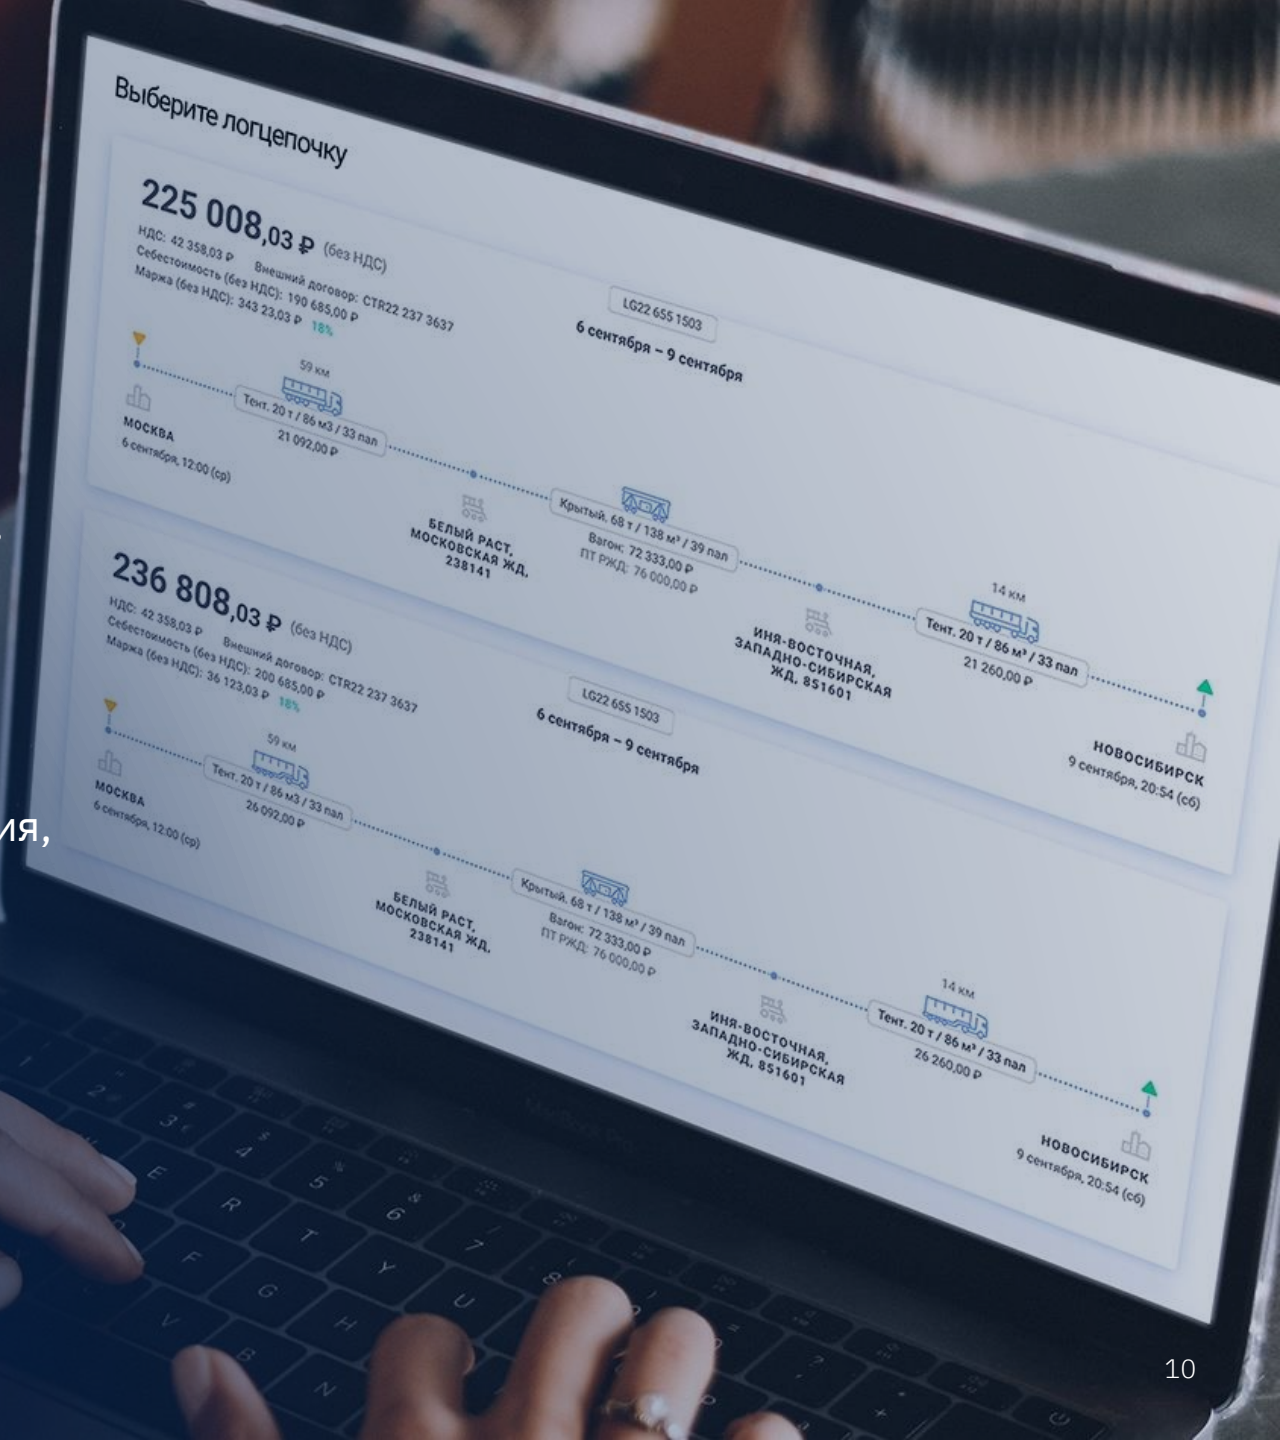 Выберите логцепочку
225 008,03 ₽ (без НДС)
НДС: 42 358,03 ₽ Внешний договор: CTR22 237 3637
Себестоимость (без НДС): 190 685,00 ₽
Маржа (без НДС): 343 23,03 ₽ 18%
LG22 655 1503
6 сентября – 9 сентября
59 км
Тент. 20 т / 86 м3 / 33 пал
21 092,00 ₽
МОСКВА
6 сентября, 12:00 (ср)
БЕЛЫЙ РАСТ,
МОСКОВСКАЯ ЖД,
238141
Крытый. 68 т / 138 м³ / 39 пал
Вагон: 72 333,00 ₽
ПТ РЖД: 76 000,00 ₽
ИНЯ-ВОСТОЧНАЯ,
ЗАПАДНО-СИБИРСКАЯ
ЖД, 851601
14 км
Тент. 20 т / 86 м³ / 33 пал
21 260,00 ₽
НОВОСИБИРСК
9 сентября, 20:54 (сб)
236 808,03 ₽ (без НДС)
НДС: 42 358,03 ₽ Внешний договор: CTR22 237 3637
Себестоимость (без НДС): 200 685,00 ₽
Маржа (без НДС): 36 123,03 ₽ 18%
LG22 655 1503
6 сентября – 9 сентября
59 км
Тент. 20 т / 86 м3 / 33 пал
26 092,00 ₽
МОСКВА
6 сентября, 12:00 (ср)
БЕЛЫЙ РАСТ,
МОСКОВСКАЯ ЖД,
238141
Крытый. 68 т / 138 м³ / 39 пал
Вагон: 72 333,00 ₽
ПТ РЖД: 76 000,00 ₽
ИНЯ-ВОСТОЧНАЯ,
ЗАПАДНО-СИБИРСКАЯ
ЖД, 851601
14 км
Тент. 20 т / 86 м³ / 33 пал
26 260,00 ₽
НОВОСИБИРСК
9 сентября, 20:54 (сб)
ия,
2 3 4 5 6 7 8
E R T Y U
F G H
V B N
10